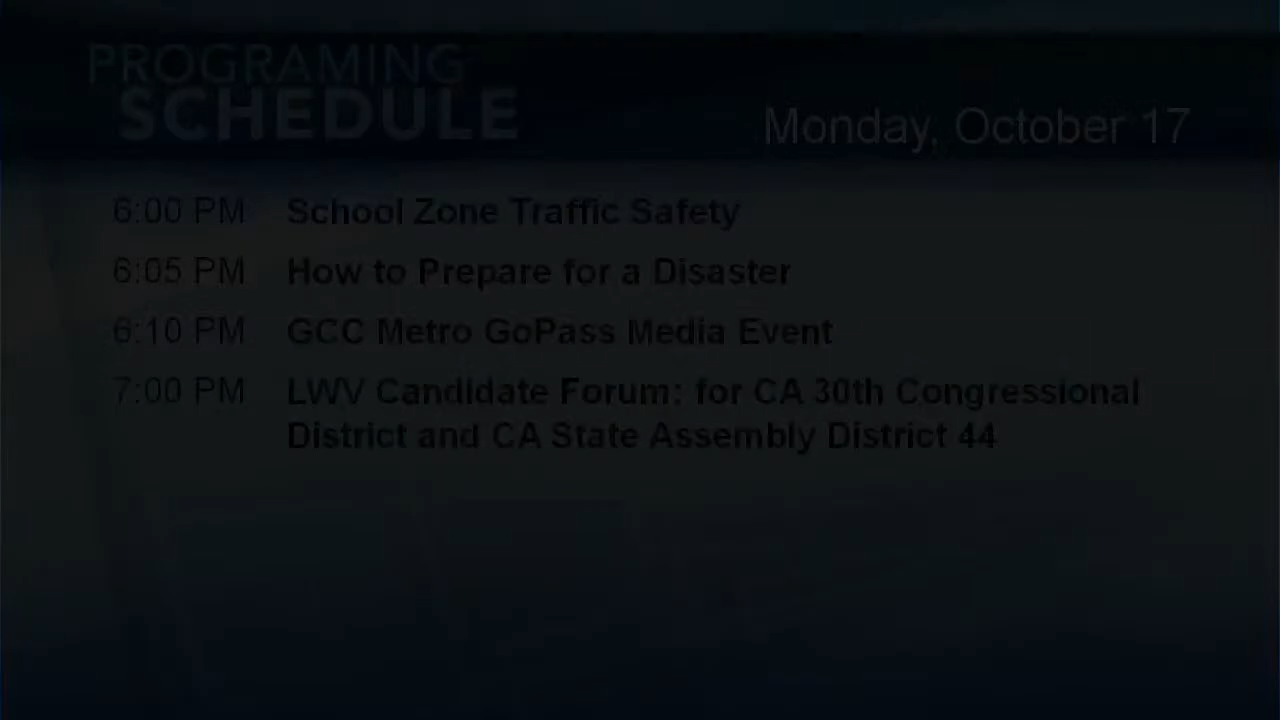 PROGRAMING
SCHEDULE
Monday, October 17
6:00 PM School Zone Traffic Safety
6:05 PM How to Prepare for a Disaster
6:10 PM GCC Metro GoPass Media Event
7:00 PM LWV Candidate Forum: for CA 30th Congressional
District and CA State Assembly District 44